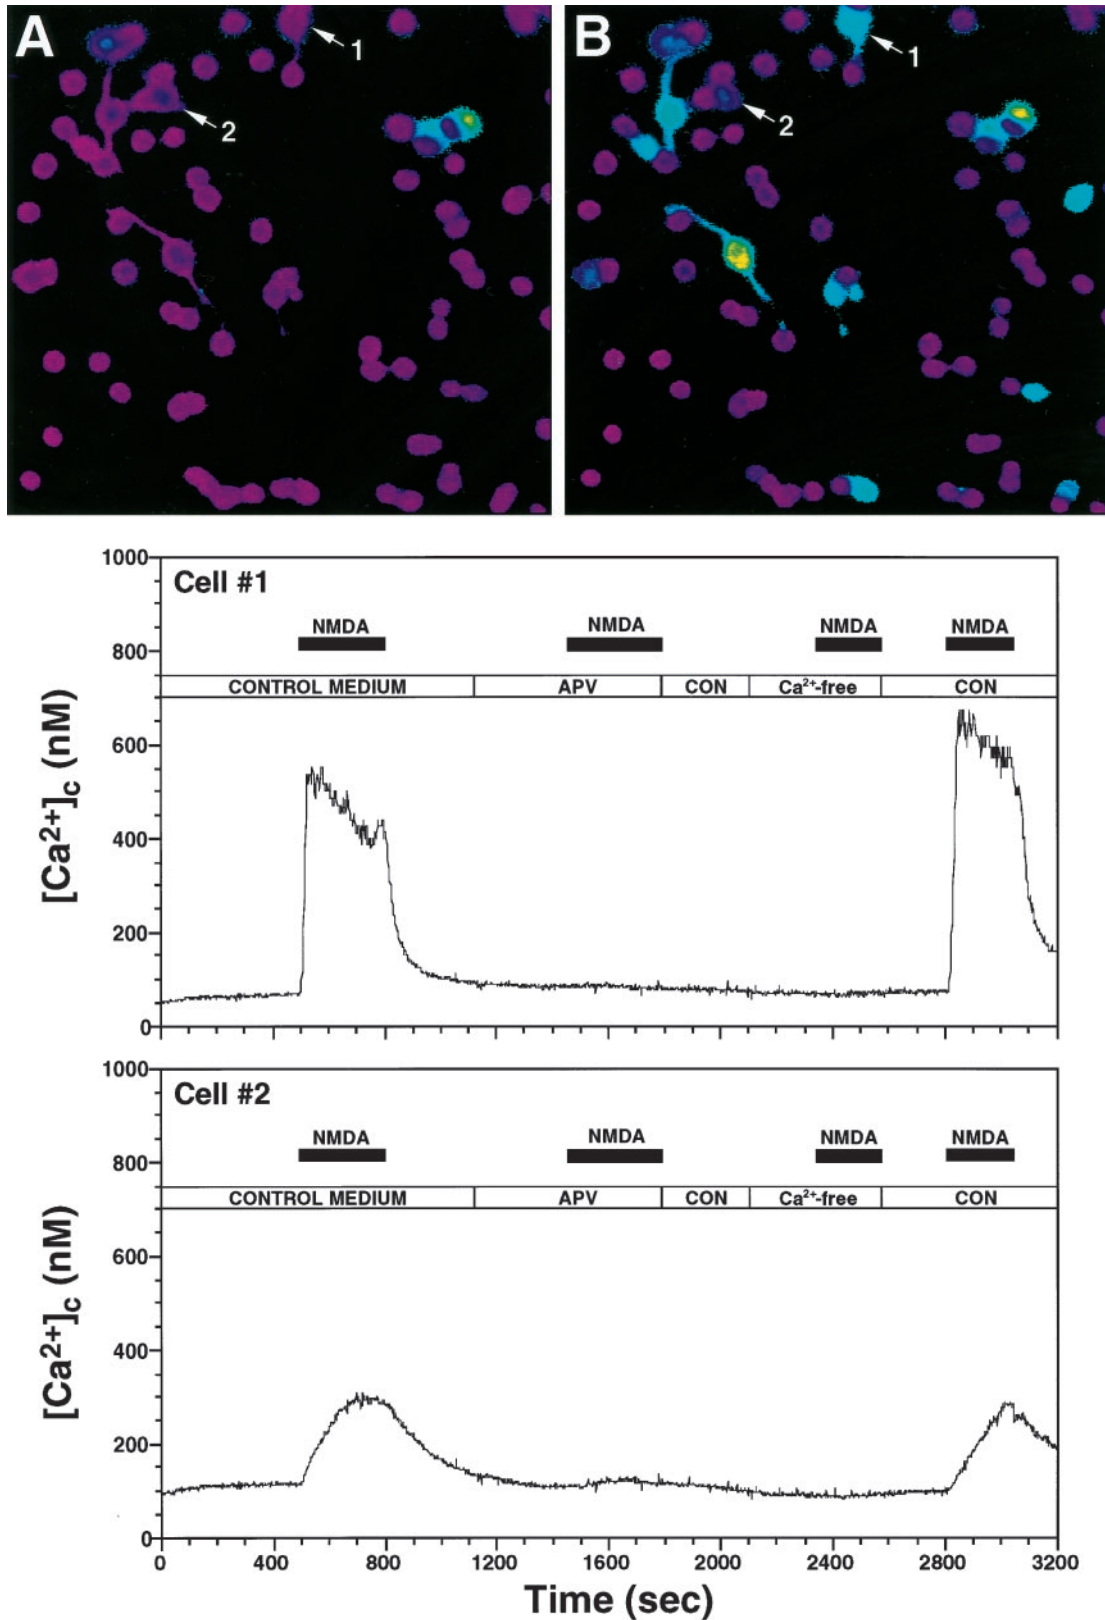 A
1
2
B
1
2
1000
Cell #1
NMDA NMDA NMDA NMDA
800
CONTROL MEDIUM APV CON Ca²⁺-free CON
600
400
200
0
[Ca²⁺]c (nM)
1000
Cell #2
NMDA NMDA NMDA NMDA
800
CONTROL MEDIUM APV CON Ca²⁺-free CON
600
400
200
0
[Ca²⁺]c (nM)
0 400 800 1200 1600 2000 2400 2800 3200
Time (sec)